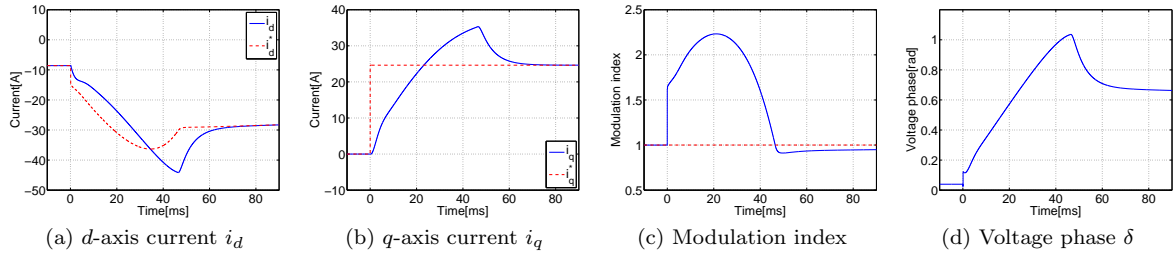 10
0
−10
−20
−30
−40
−50
Current[A]
0 20 40 60 80
Time[ms]
i_d
i_d^*
(a) d-axis current i_d
40
30
20
10
0
−10
Current[A]
0 20 40 60 80
Time[ms]
i_q
i_q^*
(b) q-axis current i_q
2.5
2
1.5
1
0.5
Modulation index
0 20 40 60 80
Time[ms]
(c) Modulation index
1
0.8
0.6
0.4
0.2
0
Voltage phase[rad]
0 20 40 60 80
Time[ms]
(d) Voltage phase δ